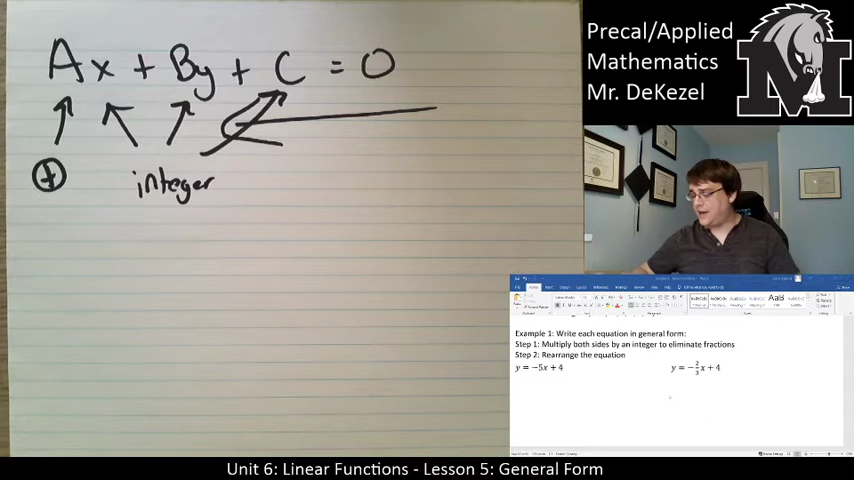 Ax + By + C = 0
+
integer
Precal/Applied
Mathematics
Mr. DeKezel
M
Example 1: Write each equation in general form:
Step 1: Multiply both sides by an integer to eliminate fractions
Step 2: Rearrange the equation
y = −5x + 4
y = −2/3x + 4
Unit 6: Linear Functions - Lesson 5: General Form